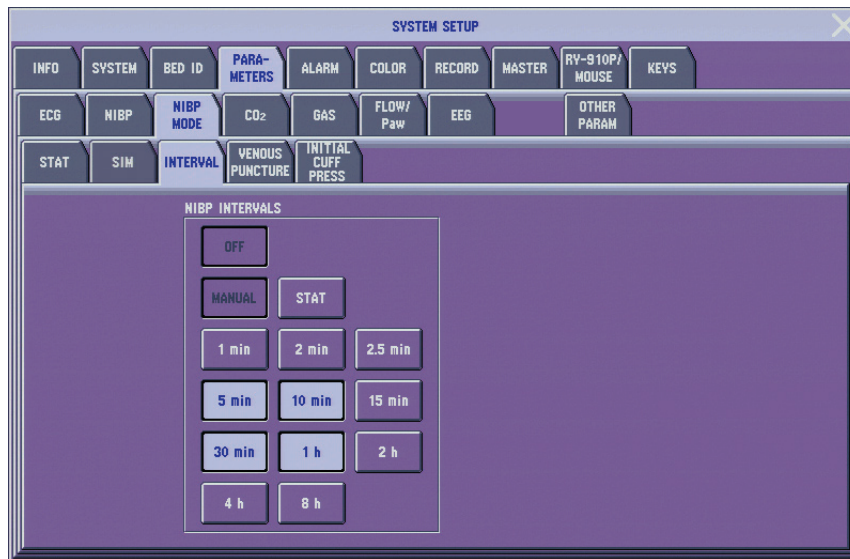 SYSTEM SETUP
INFO SYSTEM BED ID PARA-
METERS ALARM COLOR RECORD MASTER RY-910P/
MOUSE KEYS
ECG NIBP NIBP
MODE CO₂ GAS FLOW/
Paw EEG OTHER
PARAM
STAT SIM INTERVAL VENOUS
PUNCTURE INITIAL
CUFF
PRESS
NIBP INTERVALS
OFF
MANUAL STAT
1 min 2 min 2.5 min
5 min 10 min 15 min
30 min 1 h 2 h
4 h 8 h